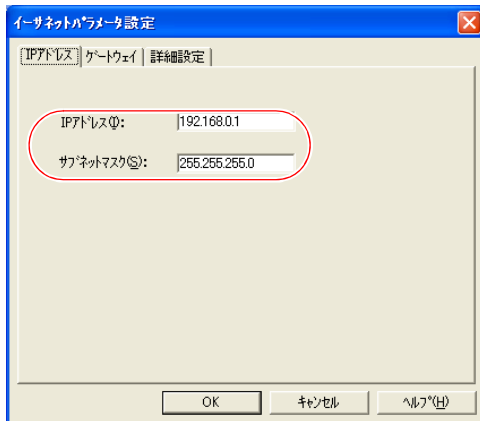 イーサネットパラメータ設定
IPアドレス ゲートウェイ 詳細設定
IPアドレス(I): 192.168.0.1
サブネットマスク(S): 255.255.255.0
OK キャンセル ヘルプ(H)